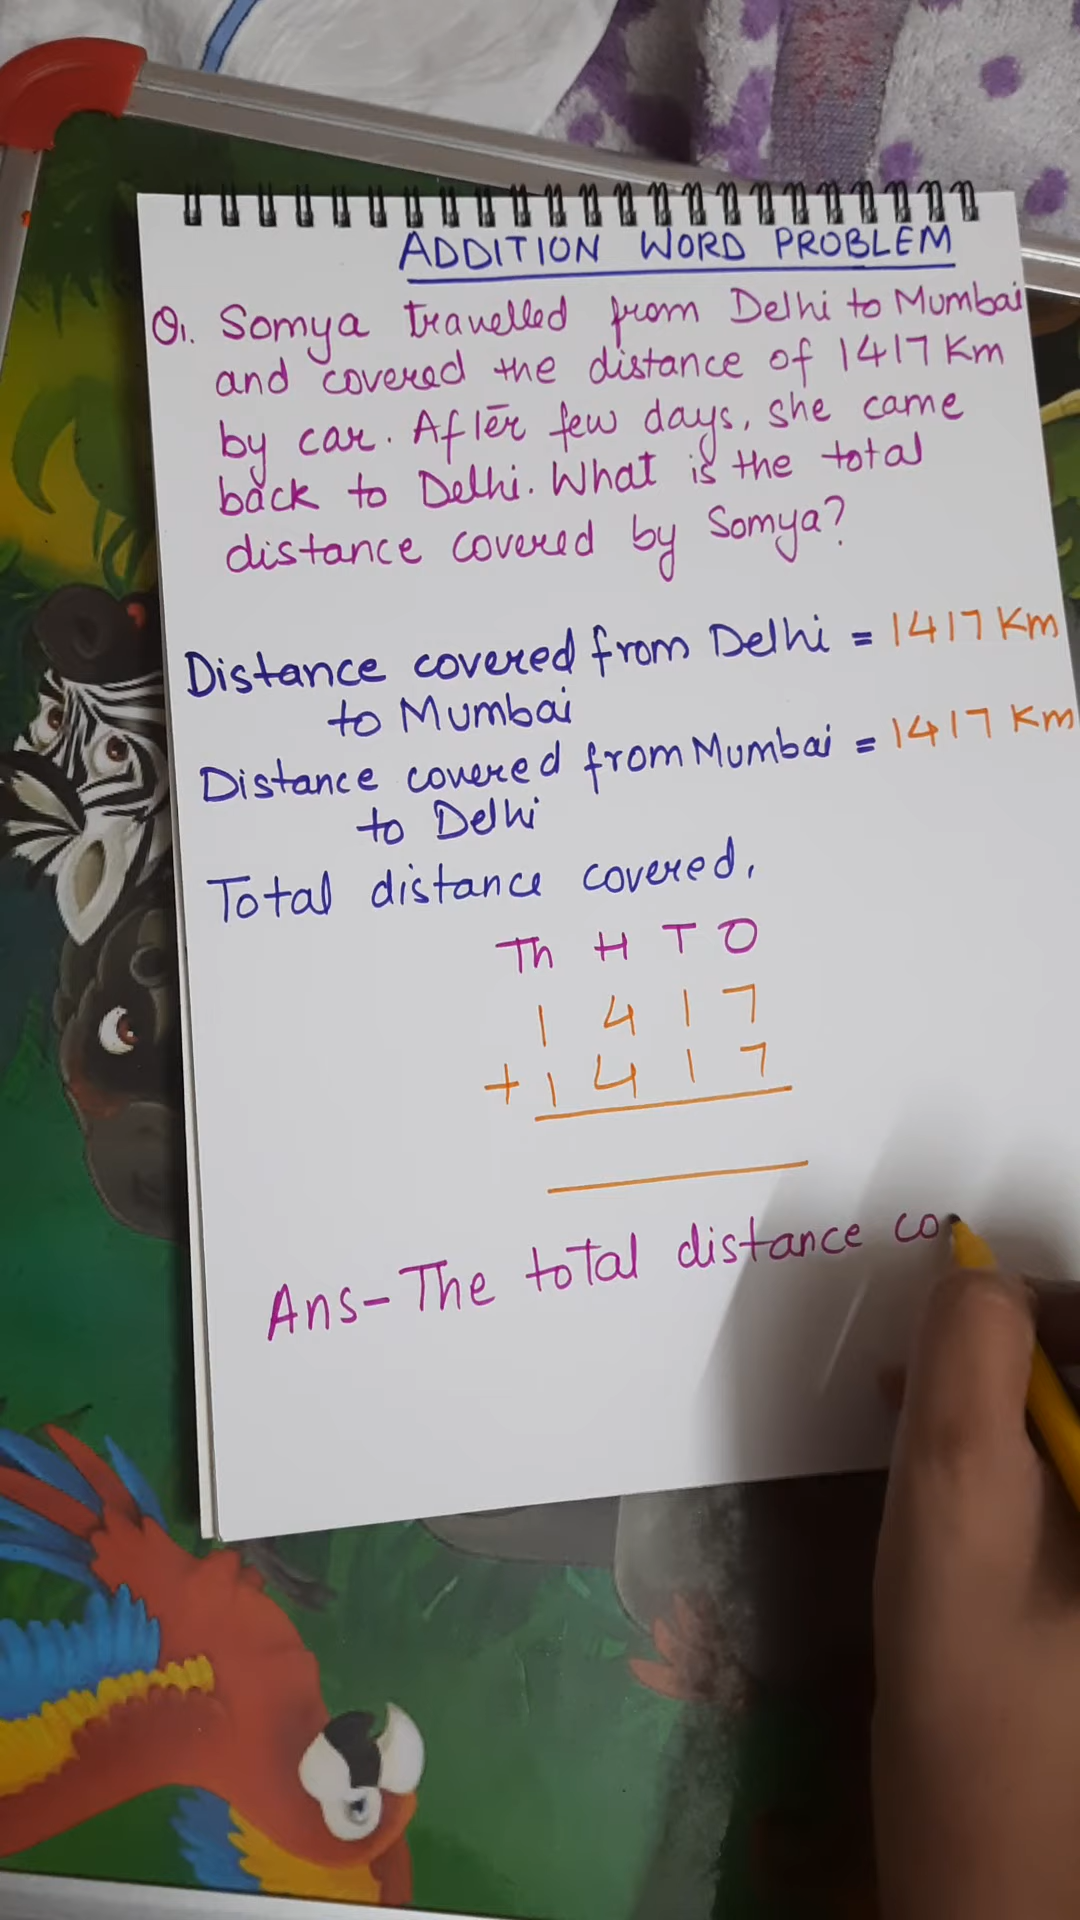 ADDITION WORD PROBLEM
Q1. Somya travelled from Delhi to Mumbai
and covered the distance of 1417 Km
by car. After few days, she came
back to Delhi. What is the total
distance covered by Somya?
Distance covered from Delhi = 1417 Km
to Mumbai
Distance covered from Mumbai = 1417 Km
to Delhi
Total distance covered,
Th H T O
1 4 1 7
+ 1 4 1 7
Ans- The total distance co